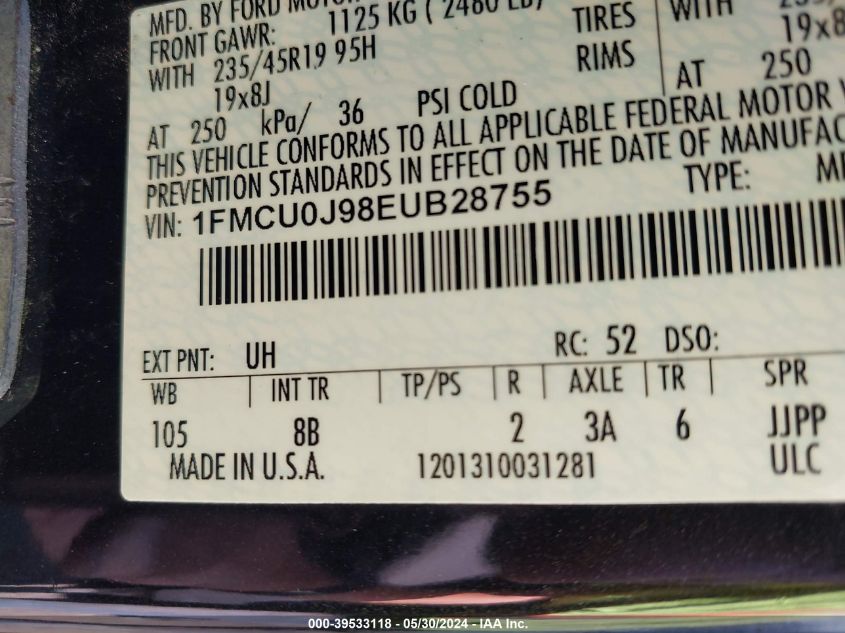 MFD. BY FORD MOTOR
FRONT GAWR: 1125 KG ( 2480 LB)
WITH 235/45R19 95H TIRES WITH
19x8J RIMS 19x8
AT 250 kPa/ 36 PSI COLD AT 250
THIS VEHICLE CONFORMS TO ALL APPLICABLE FEDERAL MOTOR
PREVENTION STANDARDS IN EFFECT ON THE DATE OF MANUFAC
VIN: 1FMCU0J98EUB28755 TYPE:
EXT PNT: UH RC: 52 DSO:
WB INT TR TP/PS R AXLE TR SPR
105 8B 2 3A 6 JJPP
MADE IN U.S.A. 1201310031281 ULC
000-39533118 - 05/30/2024 - IAA Inc.